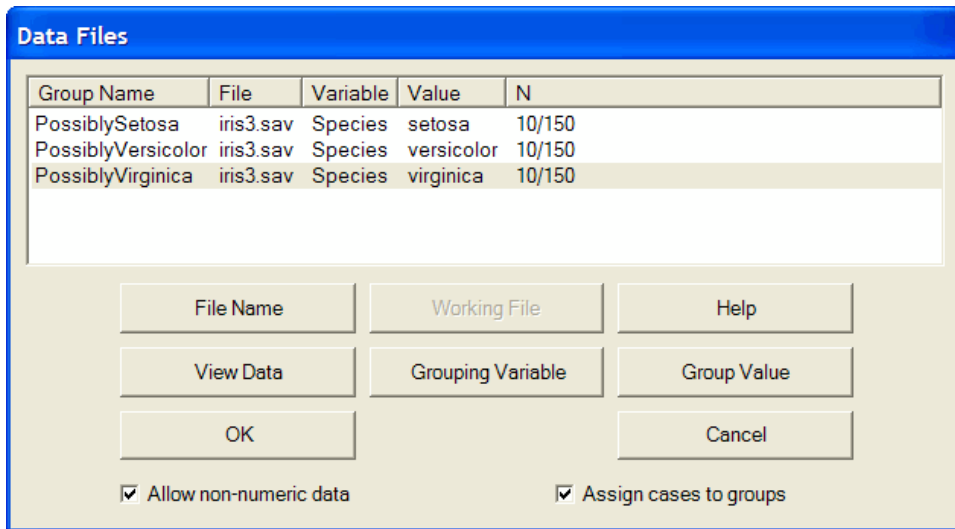 Data Files
Group Name File Variable Value N
PossiblySetosa iris3.sav Species setosa 10/150
PossiblyVersicolor iris3.sav Species versicolor 10/150
PossiblyVirginica iris3.sav Species virginica 10/150
File Name Working File Help
View Data Grouping Variable Group Value
OK Cancel
Allow non-numeric data Assign cases to groups